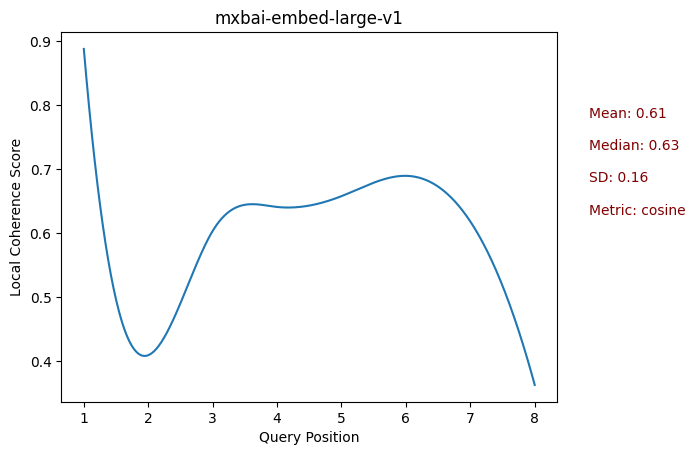 mxbai-embed-large-v1
0.9
0.8
0.7
0.6
0.5
0.4
Local Coherence Score
1 2 3 4 5 6 7 8
Query Position
Mean: 0.61
Median: 0.63
SD: 0.16
Metric: cosine